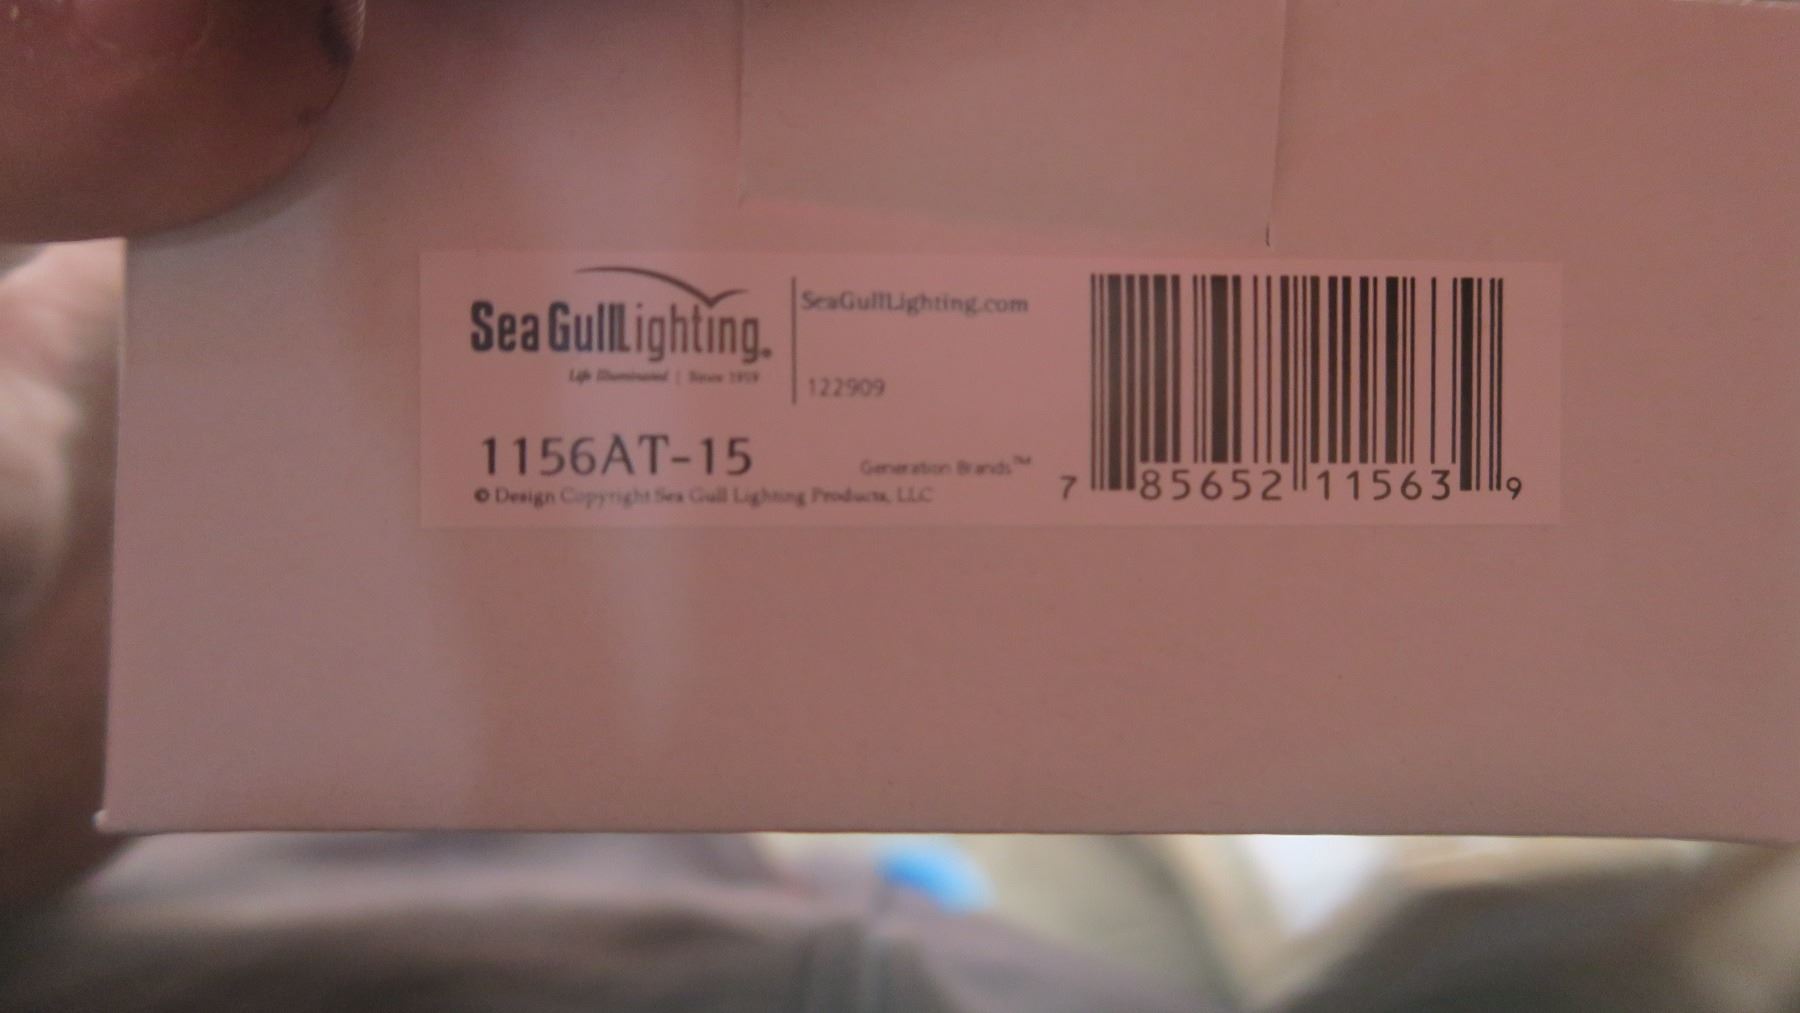 Sea Gull Lighting.
Life Illuminated | Since 1919
SeaGullLighting.com
122909
1156AT-15
Generation Brands™
© Design Copyright Sea Gull Lighting Products, LLC
7 85652 11563 9